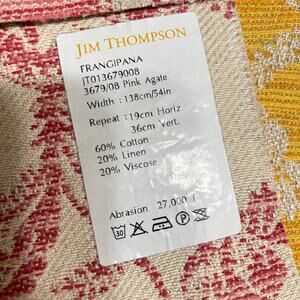 JIM THOMPSON
FRANGIPANA
JT013679008
3679/08 Pink Agate
Width : 138cm/54in
Repeat : 19cm Horiz
36cm Vert.
60% Cotton
20% Linen
20% Viscose
Abrasion 27,000 T
30 P